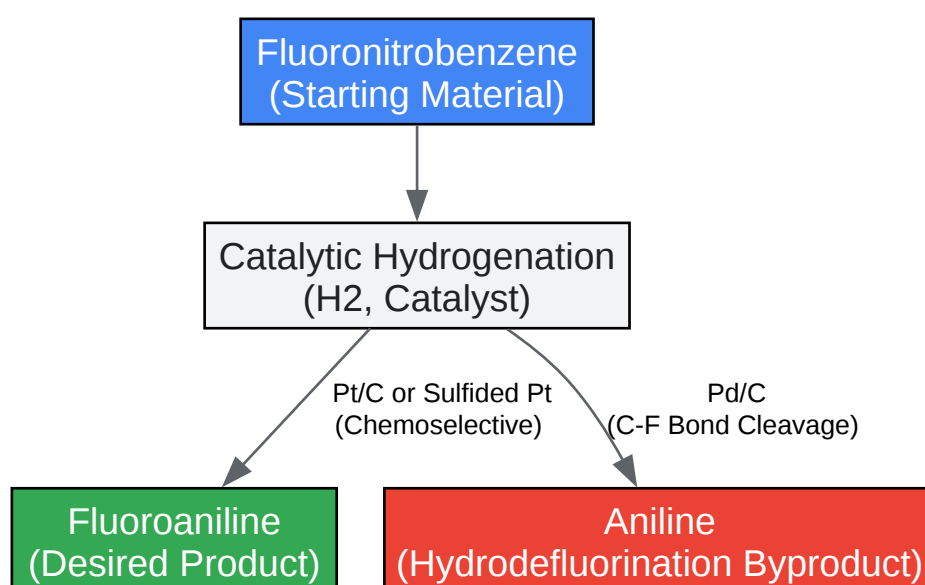 Fluoronitrobenzene
(Starting Material)
Catalytic Hydrogenation
(H2, Catalyst)
Pt/C or Sulfided Pt
(Chemoselective)
Pd/C
(C-F Bond Cleavage)
Fluoroaniline
(Desired Product)
Aniline
(Hydrodefluorination Byproduct)